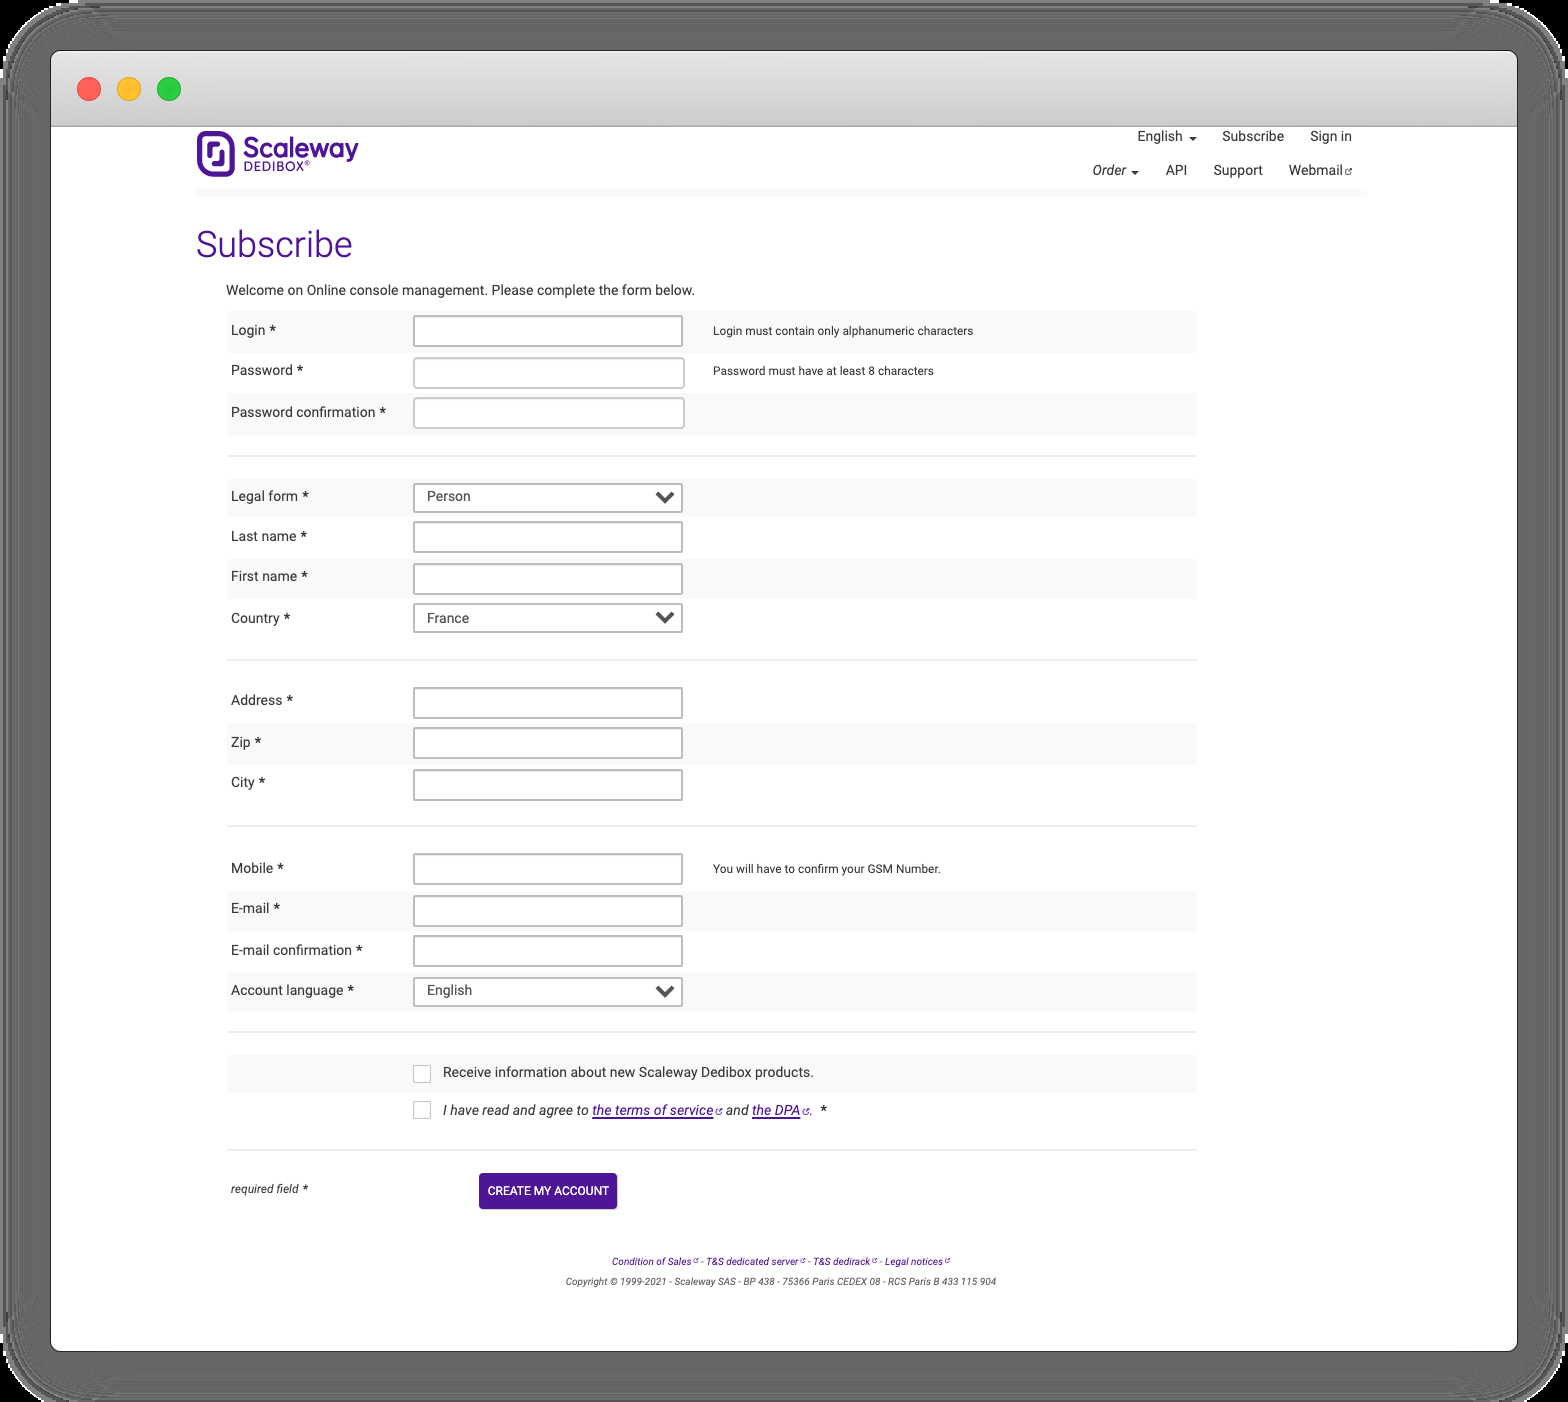 Scaleway
DEDIBOX®
English Subscribe Sign in
Order API Support Webmail
Subscribe
Welcome on Online console management. Please complete the form below.
Login * Login must contain only alphanumeric characters
Password * Password must have at least 8 characters
Password confirmation *
Legal form * Person
Last name *
First name *
Country * France
Address *
Zip *
City *
Mobile * You will have to confirm your GSM Number.
E-mail *
E-mail confirmation *
Account language * English
Receive information about new Scaleway Dedibox products.
I have read and agree to the terms of service and the DPA. *
required field * CREATE MY ACCOUNT
Condition of Sales - T&S dedicated server - T&S dedirack - Legal notices
Copyright © 1999-2021 - Scaleway SAS - BP 438 - 75366 Paris CEDEX 08 - RCS Paris B 433 115 904